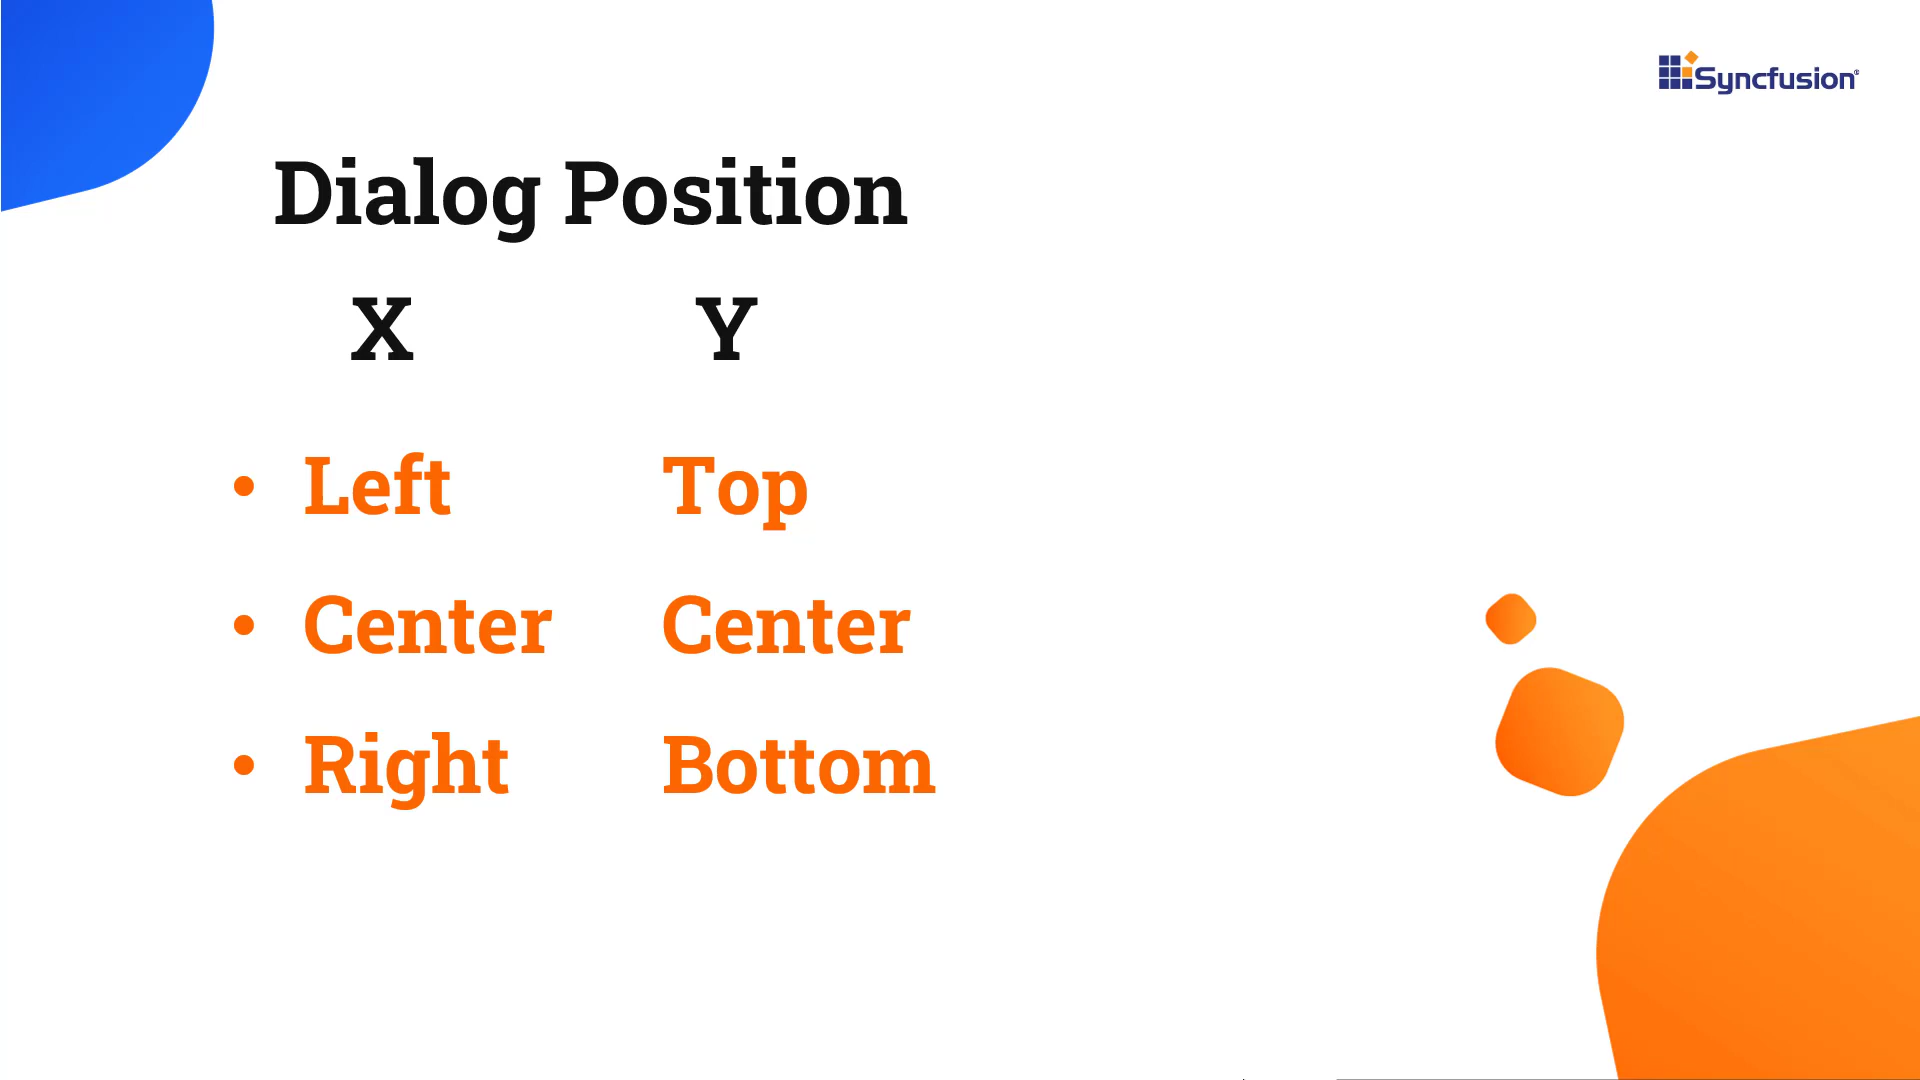 Syncfusion®
Dialog Position
X Y
• Left Top
• Center Center
• Right Bottom